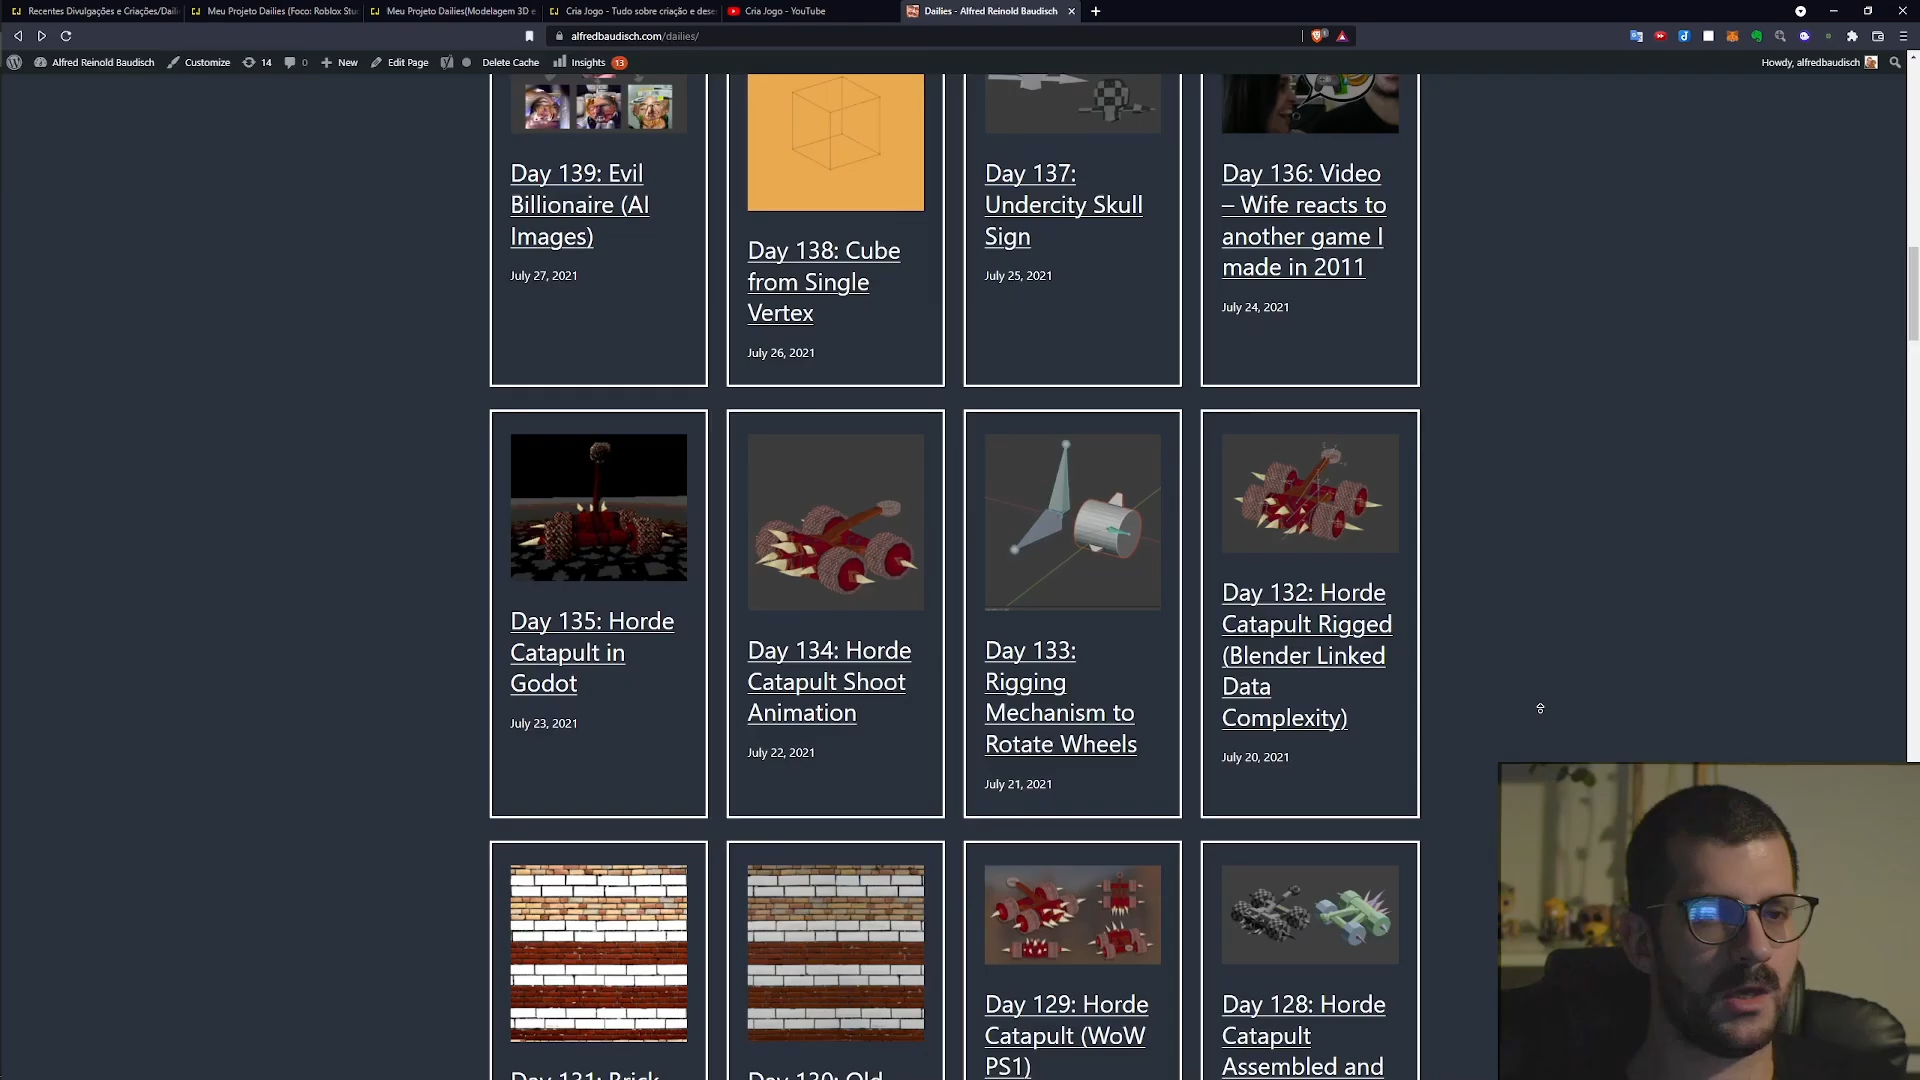 Recentes Divulgações e Criações/Daili
Meu Projeto Dailies (Foco: Roblox Stu
Meu Projeto Dailies(Modelagem 3D e
Cria Jogo - Tudo sobre criação e dese
Cria Jogo - YouTube
Dailies - Alfred Reinold Baudisch
alfredbaudisch.com/dailies/
Alfred Reinold Baudisch
Customize
14
0
New
Edit Page
Delete Cache
Insights
13
Howdy, alfredbaudisch
Day 139: Evil
Billionaire (AI
Images)
July 27, 2021
Day 138: Cube
from Single
Vertex
July 26, 2021
Day 137:
Undercity Skull
Sign
July 25, 2021
Day 136: Video
– Wife reacts to
another game I
made in 2011
July 24, 2021
Day 135: Horde
Catapult in
Godot
July 23, 2021
Day 134: Horde
Catapult Shoot
Animation
July 22, 2021
Day 133:
Rigging
Mechanism to
Rotate Wheels
July 21, 2021
Day 132: Horde
Catapult Rigged
(Blender Linked
Data
Complexity)
July 20, 2021
Day 131: Brick
Day 130: Old
Day 129: Horde
Catapult (WoW
PS1)
Day 128: Horde
Catapult
Assembled and